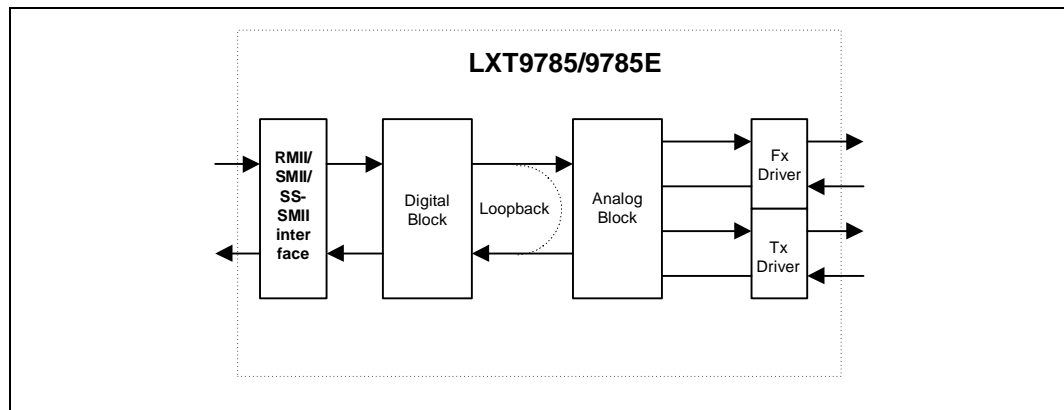 LXT9785/9785E
RMII/
SMII/
SS-
SMII
inter
face
Digital
Block
Loopback
Analog
Block
Fx
Driver
Tx
Driver